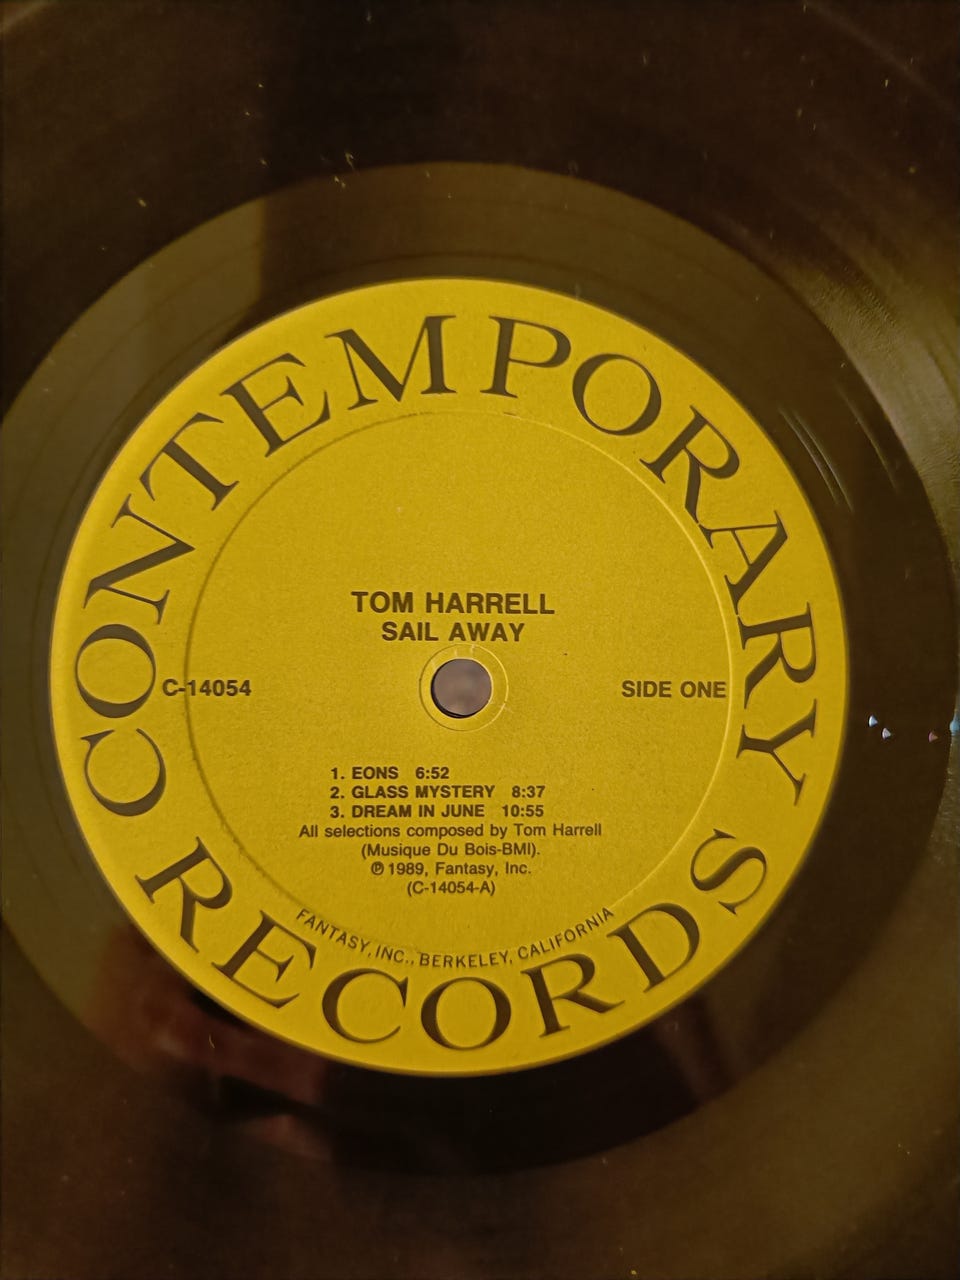 CONTEMPORARY
TOM HARRELL
SAIL AWAY
C-14054
SIDE ONE
1. EONS 6:52
2. GLASS MYSTERY 8:37
3. DREAM IN JUNE 10:55
All selections composed by Tom Harrell
(Musique Du Bois-BMI).
℗ 1989, Fantasy, Inc.
(C-14054-A)
FANTASY, INC., BERKELEY, CALIFORNIA
RECORDS